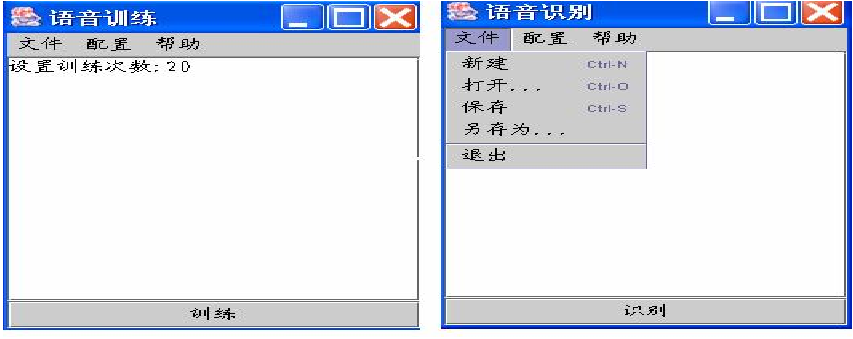 语音训练
文件 配置 帮助
设置训练次数:20
训练
语音识别
文件 配置 帮助
新建 Ctrl-N
打开... Ctrl-O
保存 Ctrl-S
另存为...
退出
识别